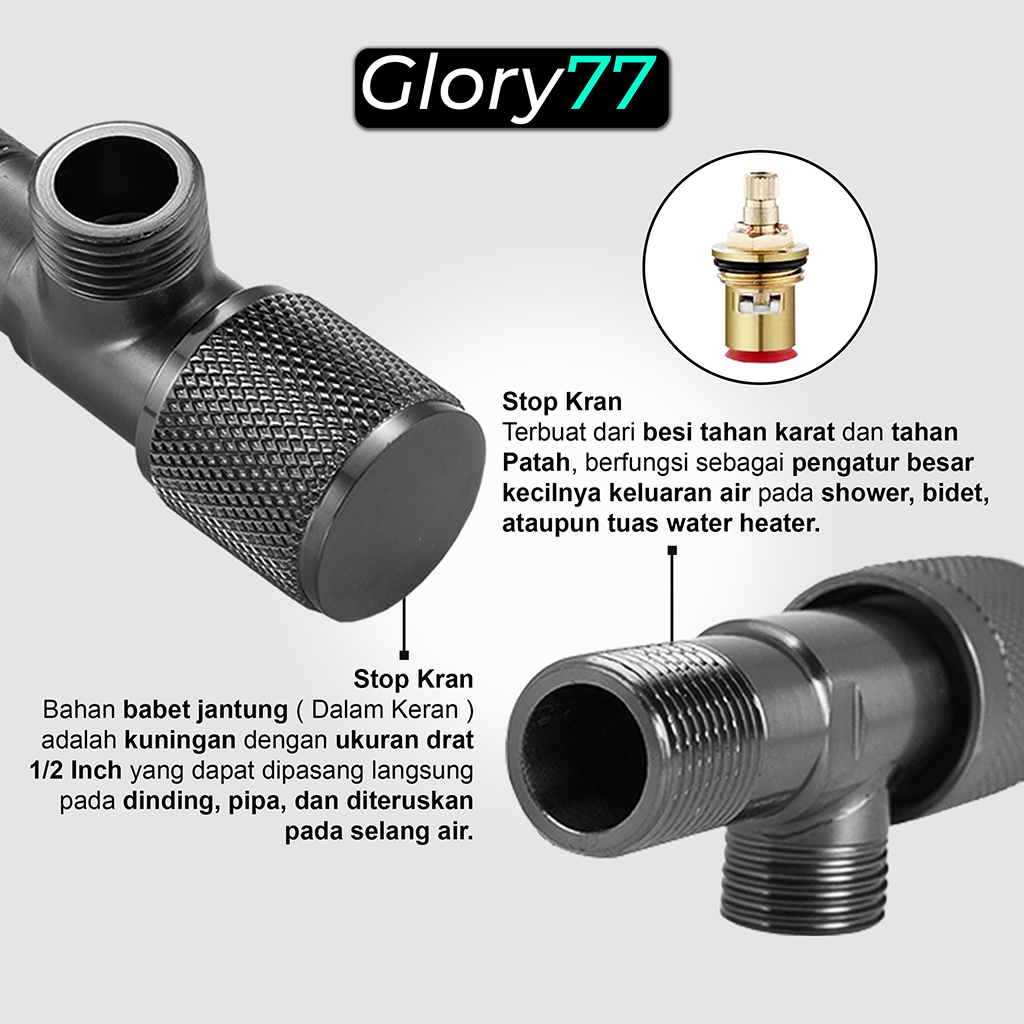 Glory77
Stop Kran
Terbuat dari besi tahan karat dan tahan
Patah, berfungsi sebagai pengatur besar
kecilnya keluaran air pada shower, bidet,
ataupun tuas water heater.
Stop Kran
Bahan babet jantung ( Dalam Keran )
adalah kuningan dengan ukuran drat
1/2 Inch yang dapat dipasang langsung
pada dinding, pipa, dan diteruskan
pada selang air.